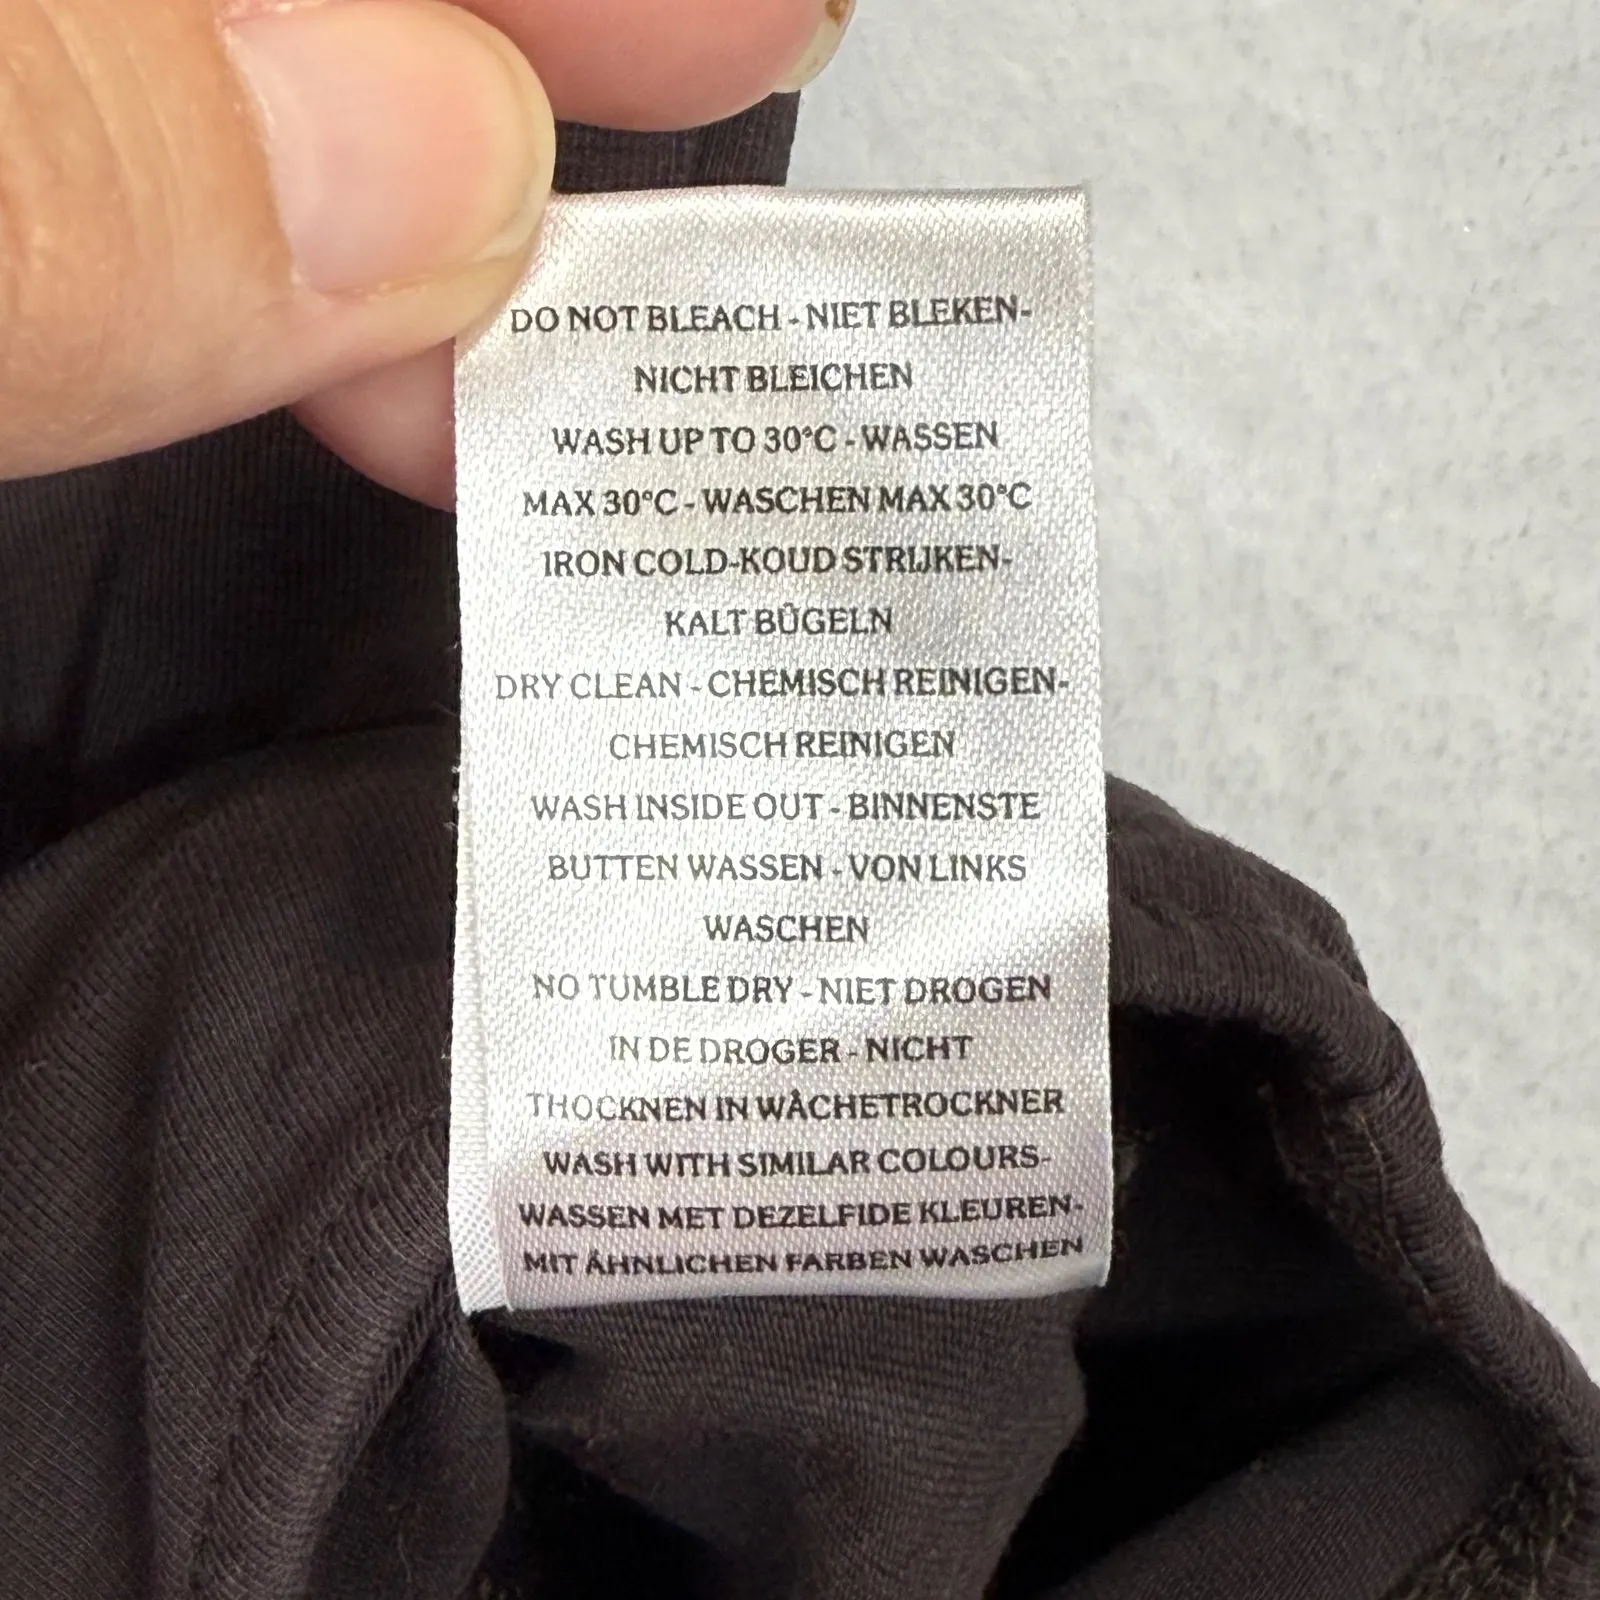 DO NOT BLEACH - NIET BLEKEN-
NICHT BLEICHEN
WASH UP TO 30°C - WASSEN
MAX 30°C - WASCHEN MAX 30°C
IRON COLD-KOUD STRIJKEN-
KALT BÜGELN
DRY CLEAN - CHEMISCH REINIGEN-
CHEMISCH REINIGEN
WASH INSIDE OUT - BINNENSTE
BUTTEN WASSEN - VON LINKS
WASCHEN
NO TUMBLE DRY - NIET DROGEN
IN DE DROGER - NICHT
THOCKNEN IN WÄCHETROCKNER
WASH WITH SIMILAR COLOURS-
WASSEN MET DEZELFIDE KLEUREN-
MIT ÄHNLICHEN FARBEN WASCHEN